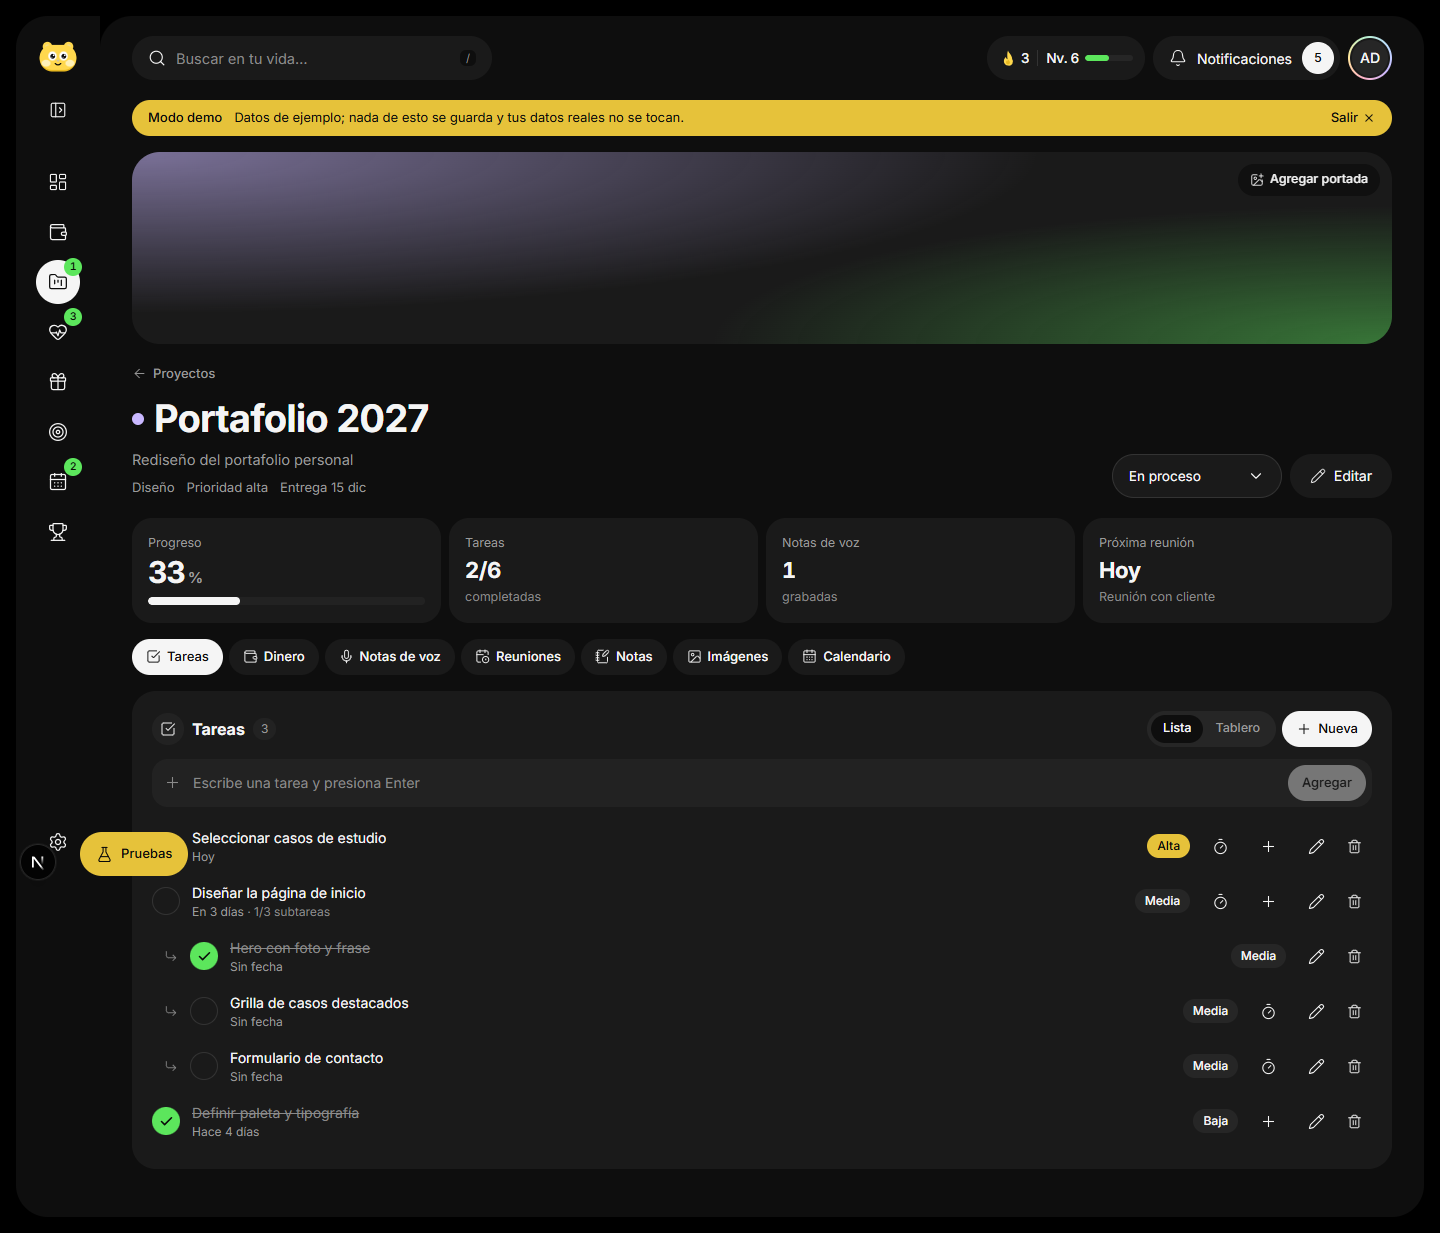 Buscar en tu vida...
/
3
Nv. 6
Notificaciones
5
AD
Modo demo Datos de ejemplo; nada de esto se guarda y tus datos reales no se tocan.
Salir
Agregar portada
1
3
2
Proyectos
Portafolio 2027
Rediseño del portafolio personal
Diseño Prioridad alta Entrega 15 dic
En proceso
Editar
Progreso
33 %
Tareas
2/6
completadas
Notas de voz
1
grabadas
Próxima reunión
Hoy
Reunión con cliente
Tareas
Dinero
Notas de voz
Reuniones
Notas
Imágenes
Calendario
Tareas 3
Lista
Tablero
Nueva
Escribe una tarea y presiona Enter
Agregar
Seleccionar casos de estudio
Hoy
Alta
N
Pruebas
Diseñar la página de inicio
En 3 días · 1/3 subtareas
Media
Hero con foto y frase
Sin fecha
Media
Grilla de casos destacados
Sin fecha
Media
Formulario de contacto
Sin fecha
Media
Definir paleta y tipografía
Hace 4 días
Baja